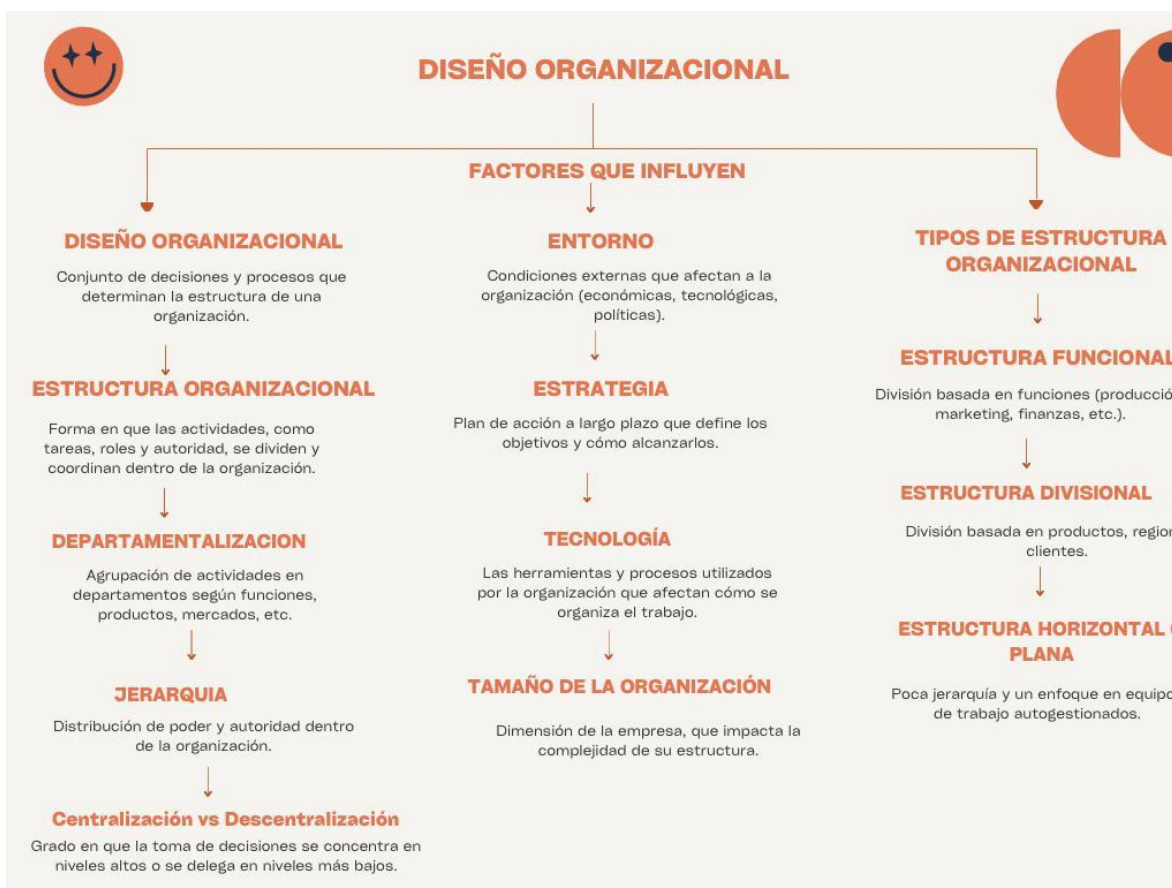 DISEÑO ORGANIZACIONAL
FACTORES QUE INFLUYEN
DISEÑO ORGANIZACIONAL
Conjunto de decisiones y procesos que
determinan la estructura de una
organización.
ESTRUCTURA ORGANIZACIONAL
Forma en que las actividades, como
tareas, roles y autoridad, se dividen y
coordinan dentro de la organización.
DEPARTAMENTALIZACION
Agrupación de actividades en
departamentos según funciones,
productos, mercados, etc.
JERARQUIA
Distribución de poder y autoridad dentro
de la organización.
Centralización vs Descentralización
Grado en que la toma de decisiones se concentra en
niveles altos o se delega en niveles más bajos.
ENTORNO
Condiciones externas que afectan a la
organización (económicas, tecnológicas,
políticas).
ESTRATEGIA
Plan de acción a largo plazo que define los
objetivos y cómo alcanzarlos.
TECNOLOGÍA
Las herramientas y procesos utilizados
por la organización que afectan cómo se
organiza el trabajo.
TAMAÑO DE LA ORGANIZACIÓN
Dimensión de la empresa, que impacta la
complejidad de su estructura.
TIPOS DE ESTRUCTURA
ORGANIZACIONAL
ESTRUCTURA FUNCIONAL
División basada en funciones
marketing, finanzas, etc.).
ESTRUCTURA DIVISIONAL
División basada en productos,
clientes.
ESTRUCTURA HORIZONTAL
PLANA
Poca jerarquía y un enfoque en
de trabajo autogestionados.